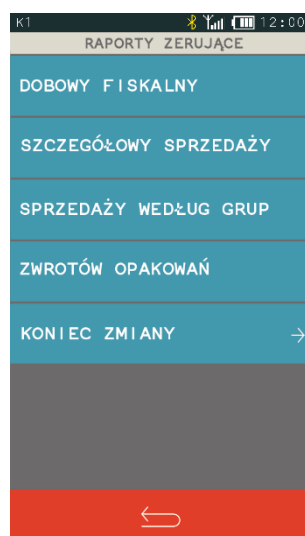 K1 12:00
RAPORTY ZERUJĄCE
DOBOWY FISKALNY
SZCZEGÓŁOWY SPRZEDAŻY
SPRZEDAŻY WEDŁUG GRUP
ZWROTÓW OPAKOWAŃ
KONIEC ZMIANY